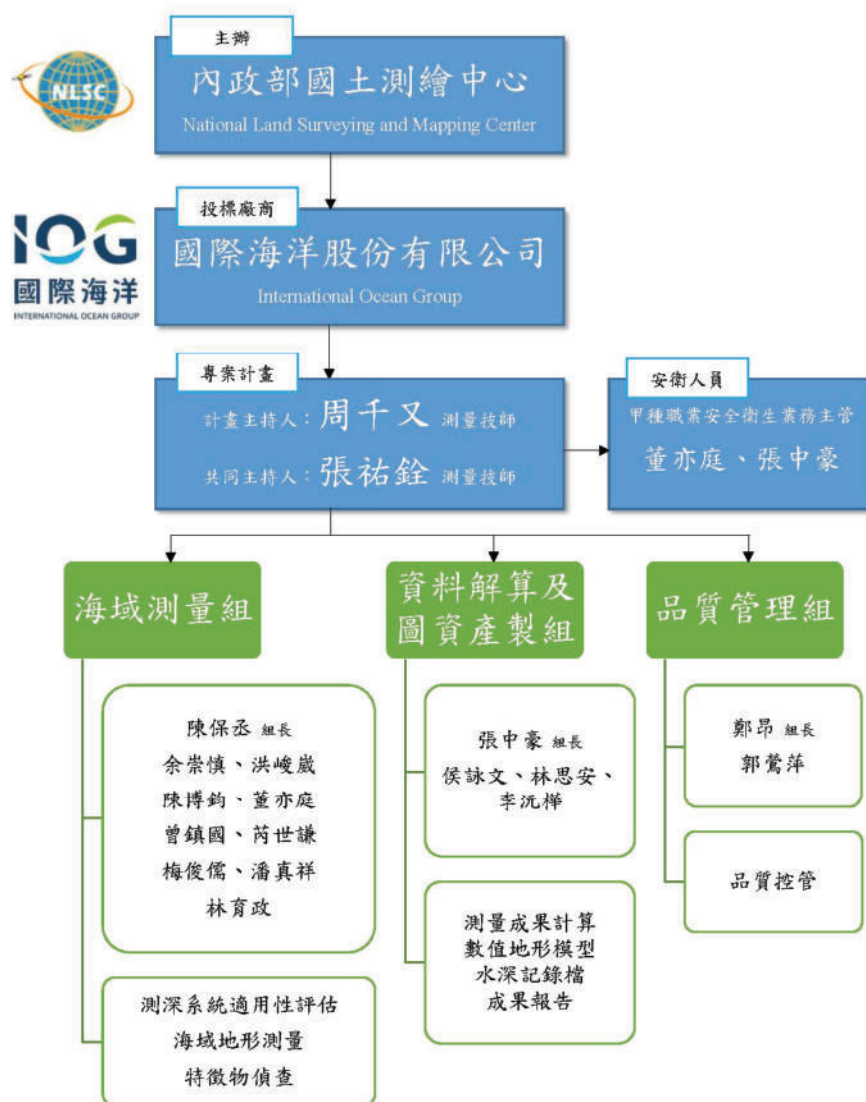 主辦
NLSC
內政部國土測繪中心
National Land Surveying and Mapping Center
投標廠商
IOG
國際海洋
INTERNATIONAL OCEAN GROUP
國際海洋股份有限公司
International Ocean Group
專案計畫
計畫主持人：周千又 測量技師
共同主持人：張祐銓 測量技師
安衛人員
甲種職業安全衛生業務主管
董亦庭、張中豪
海域測量組
陳保丞 組長
余崇慎、洪峻崴
陳博鈞、董亦庭
曾鎮國、芮世謙
梅俊儒、潘真祥
林育政
測深系統適用性評估
海域地形測量
特徵物偵查
資料解算及
圖資產製組
張中豪 組長
侯詠文、林思安、
李沅樺
測量成果計算
數值地形模型
水深記錄檔
成果報告
品質管理組
鄭昂 組長
郭鶯萍
品質控管